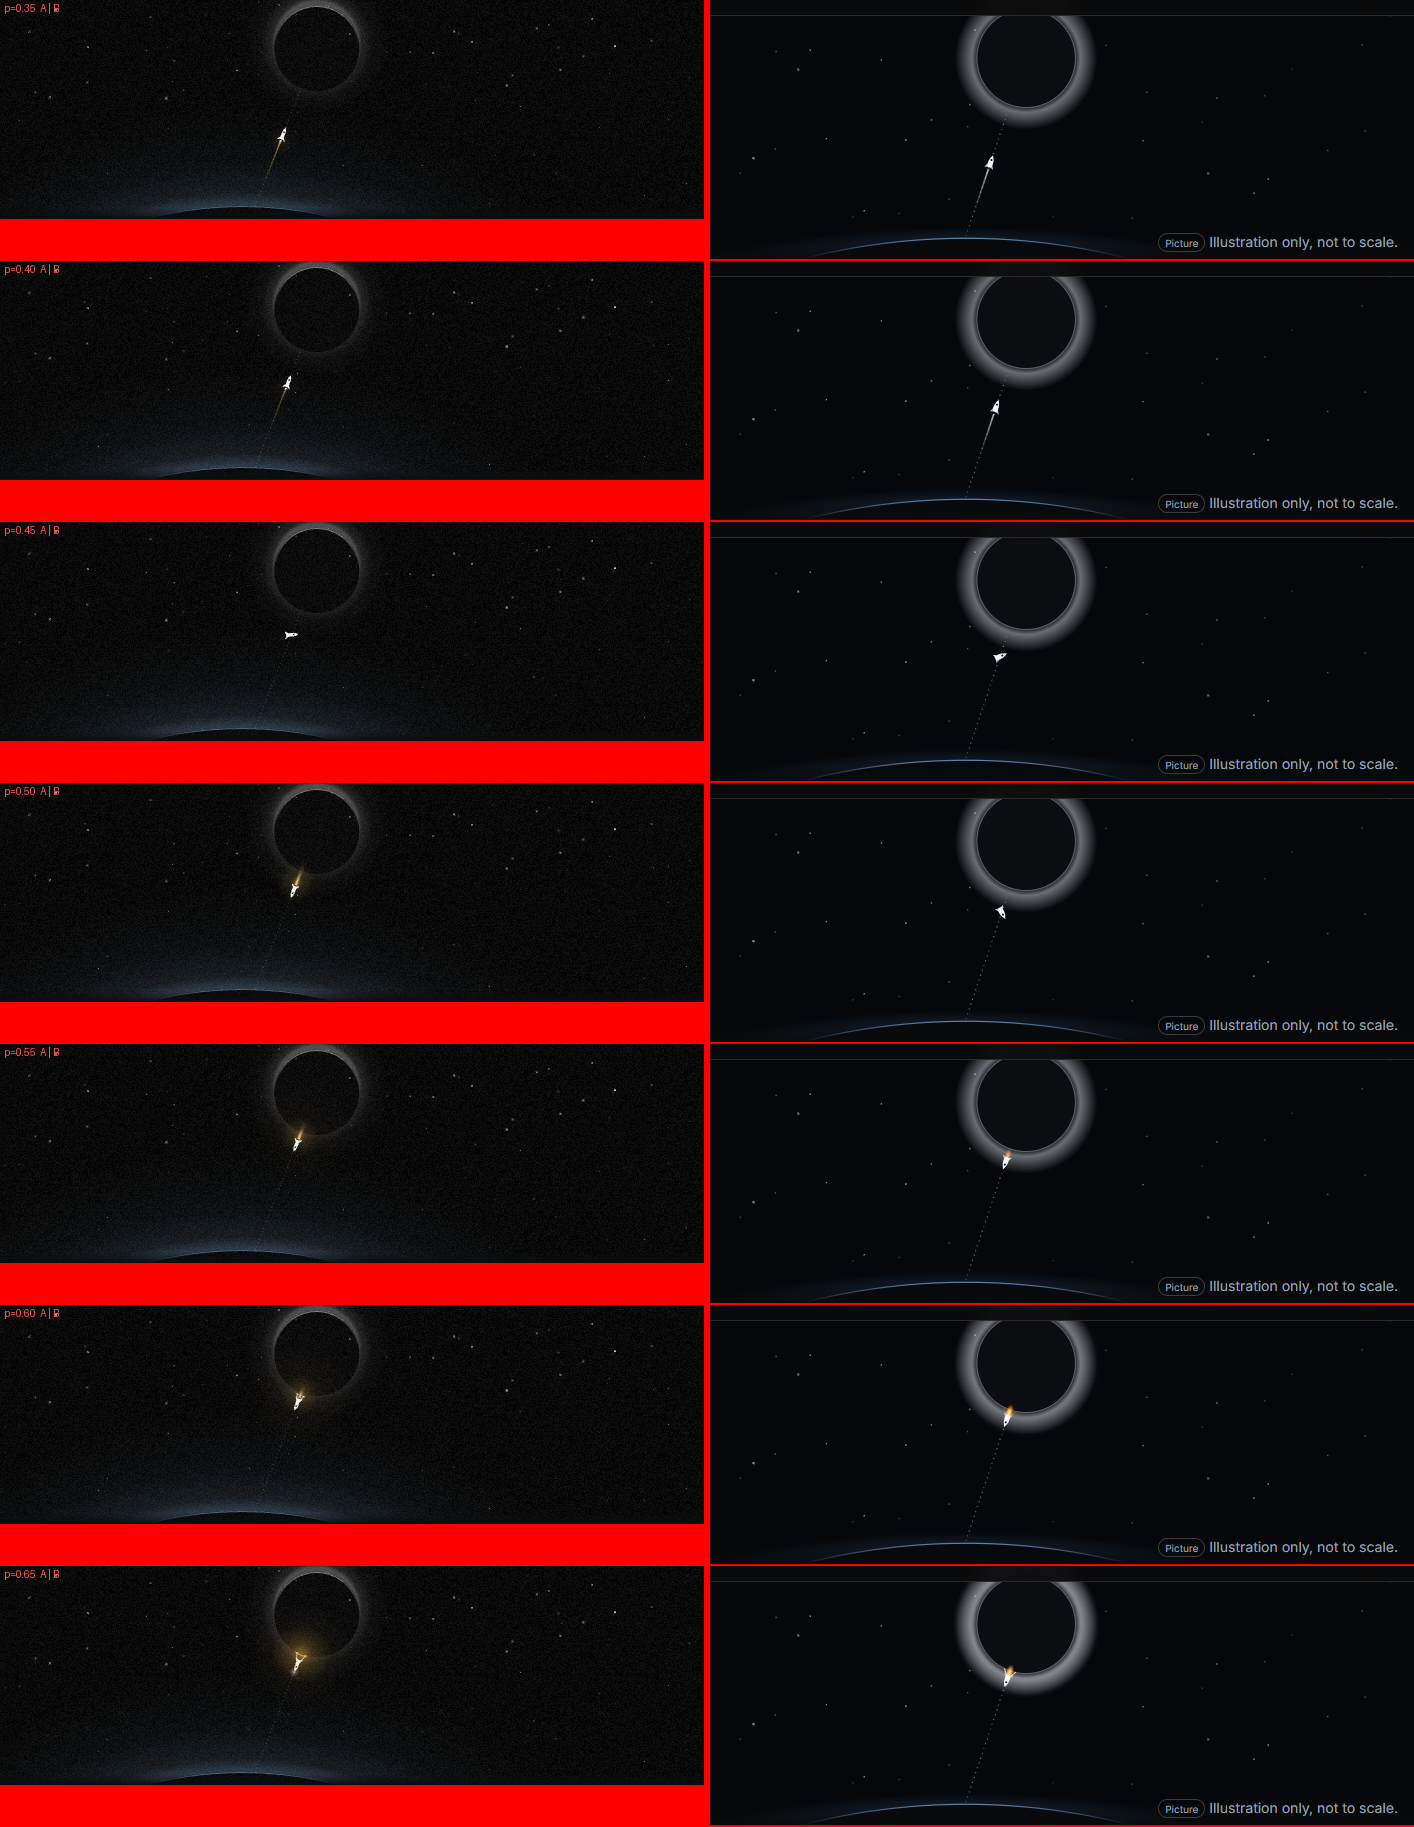 p=0.35 A|B
Picture Illustration only, not to scale.
p=0.40 A|B
Picture Illustration only, not to scale.
p=0.45 A|B
Picture Illustration only, not to scale.
p=0.50 A|B
Picture Illustration only, not to scale.
p=0.55 A|B
Picture Illustration only, not to scale.
p=0.60 A|B
Picture Illustration only, not to scale.
p=0.65 A|B
Picture Illustration only, not to scale.